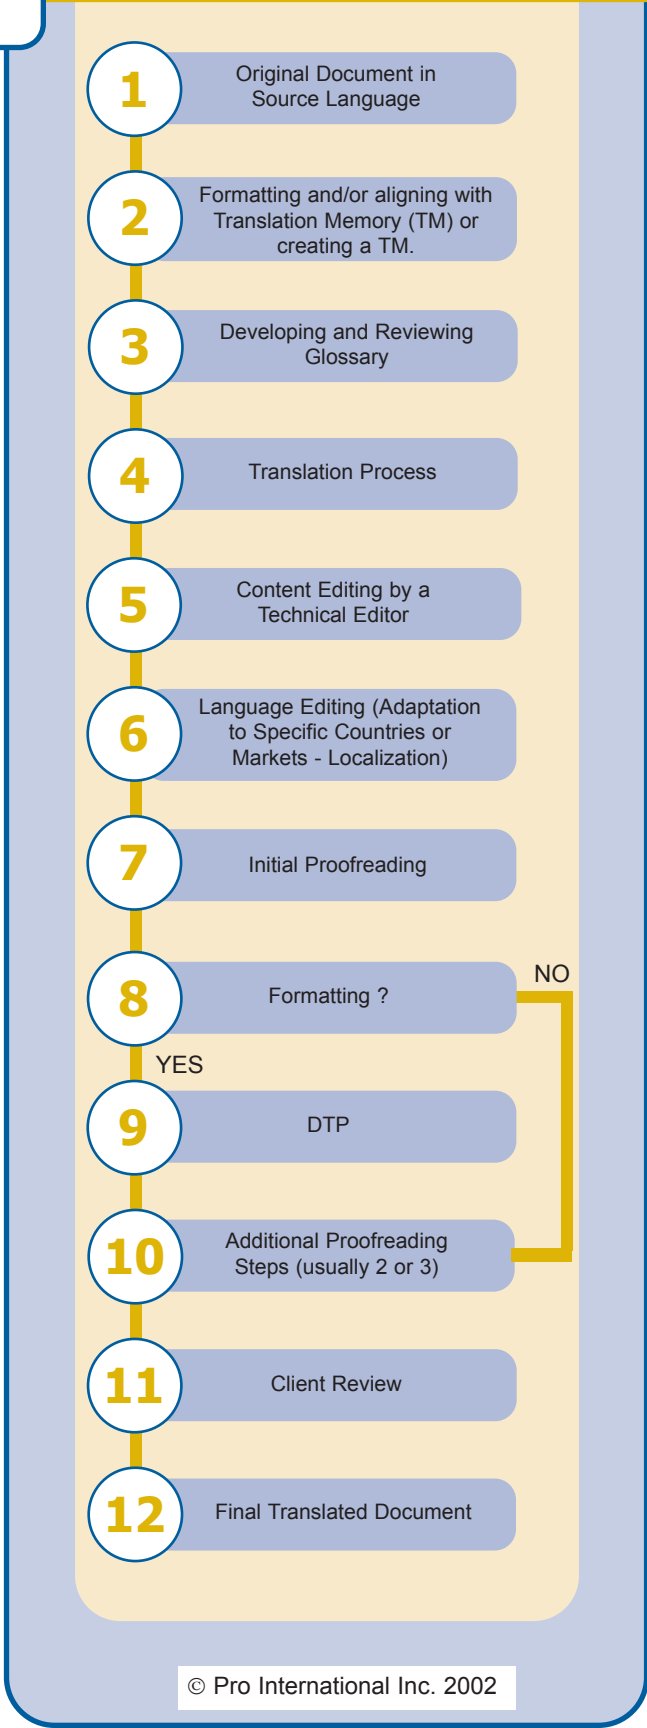 1
Original Document in
Source Language
2
Formatting and/or aligning with
Translation Memory (TM) or
creating a TM.
3
Developing and Reviewing
Glossary
4
Translation Process
5
Content Editing by a
Technical Editor
6
Language Editing (Adaptation
to Specific Countries or
Markets - Localization)
7
Initial Proofreading
8
Formatting ?
NO
YES
9
DTP
10
Additional Proofreading
Steps (usually 2 or 3)
11
Client Review
12
Final Translated Document
© Pro International Inc. 2002